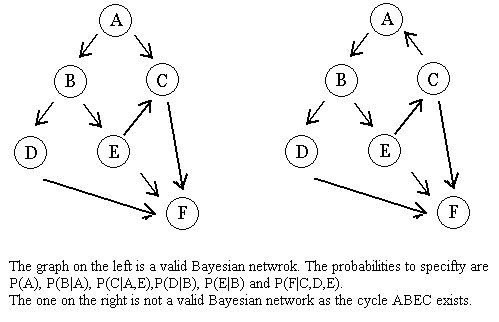 A A
B C B C
D E D E
F F
The graph on the left is a valid Bayesian netwrok. The probabilities to specifty are
P(A), P(B|A), P(C|A,E),P(D|B), P(E|B) and P(F|C,D,E).
The one on the right is not a valid Bayesian network as the cycle ABEC exists.